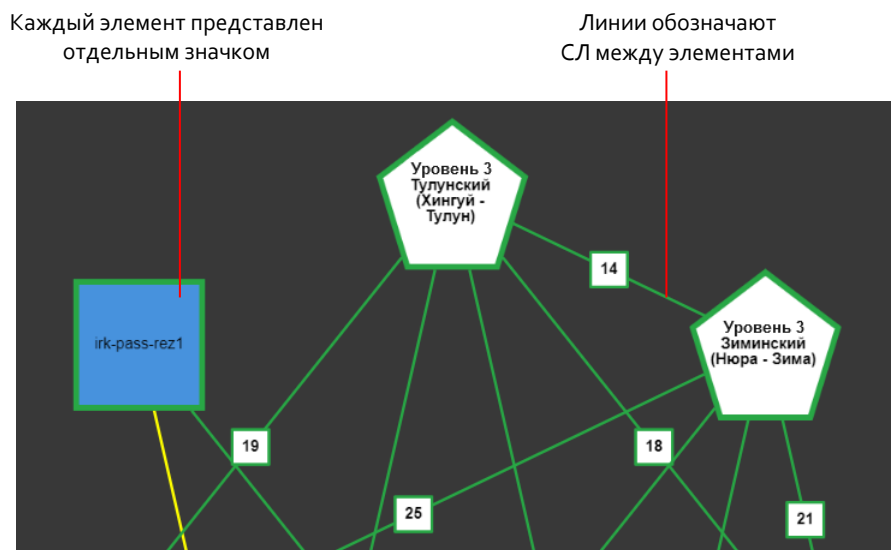 Каждый элемент представлен
отдельным значком
Линии обозначают
СЛ между элементами
Уровень 3
Тулунский
(Хингуй -
Тулун)
14
irk-pass-rez1
Уровень 3
Зиминский
(Нюра - Зима)
19
18
25
21